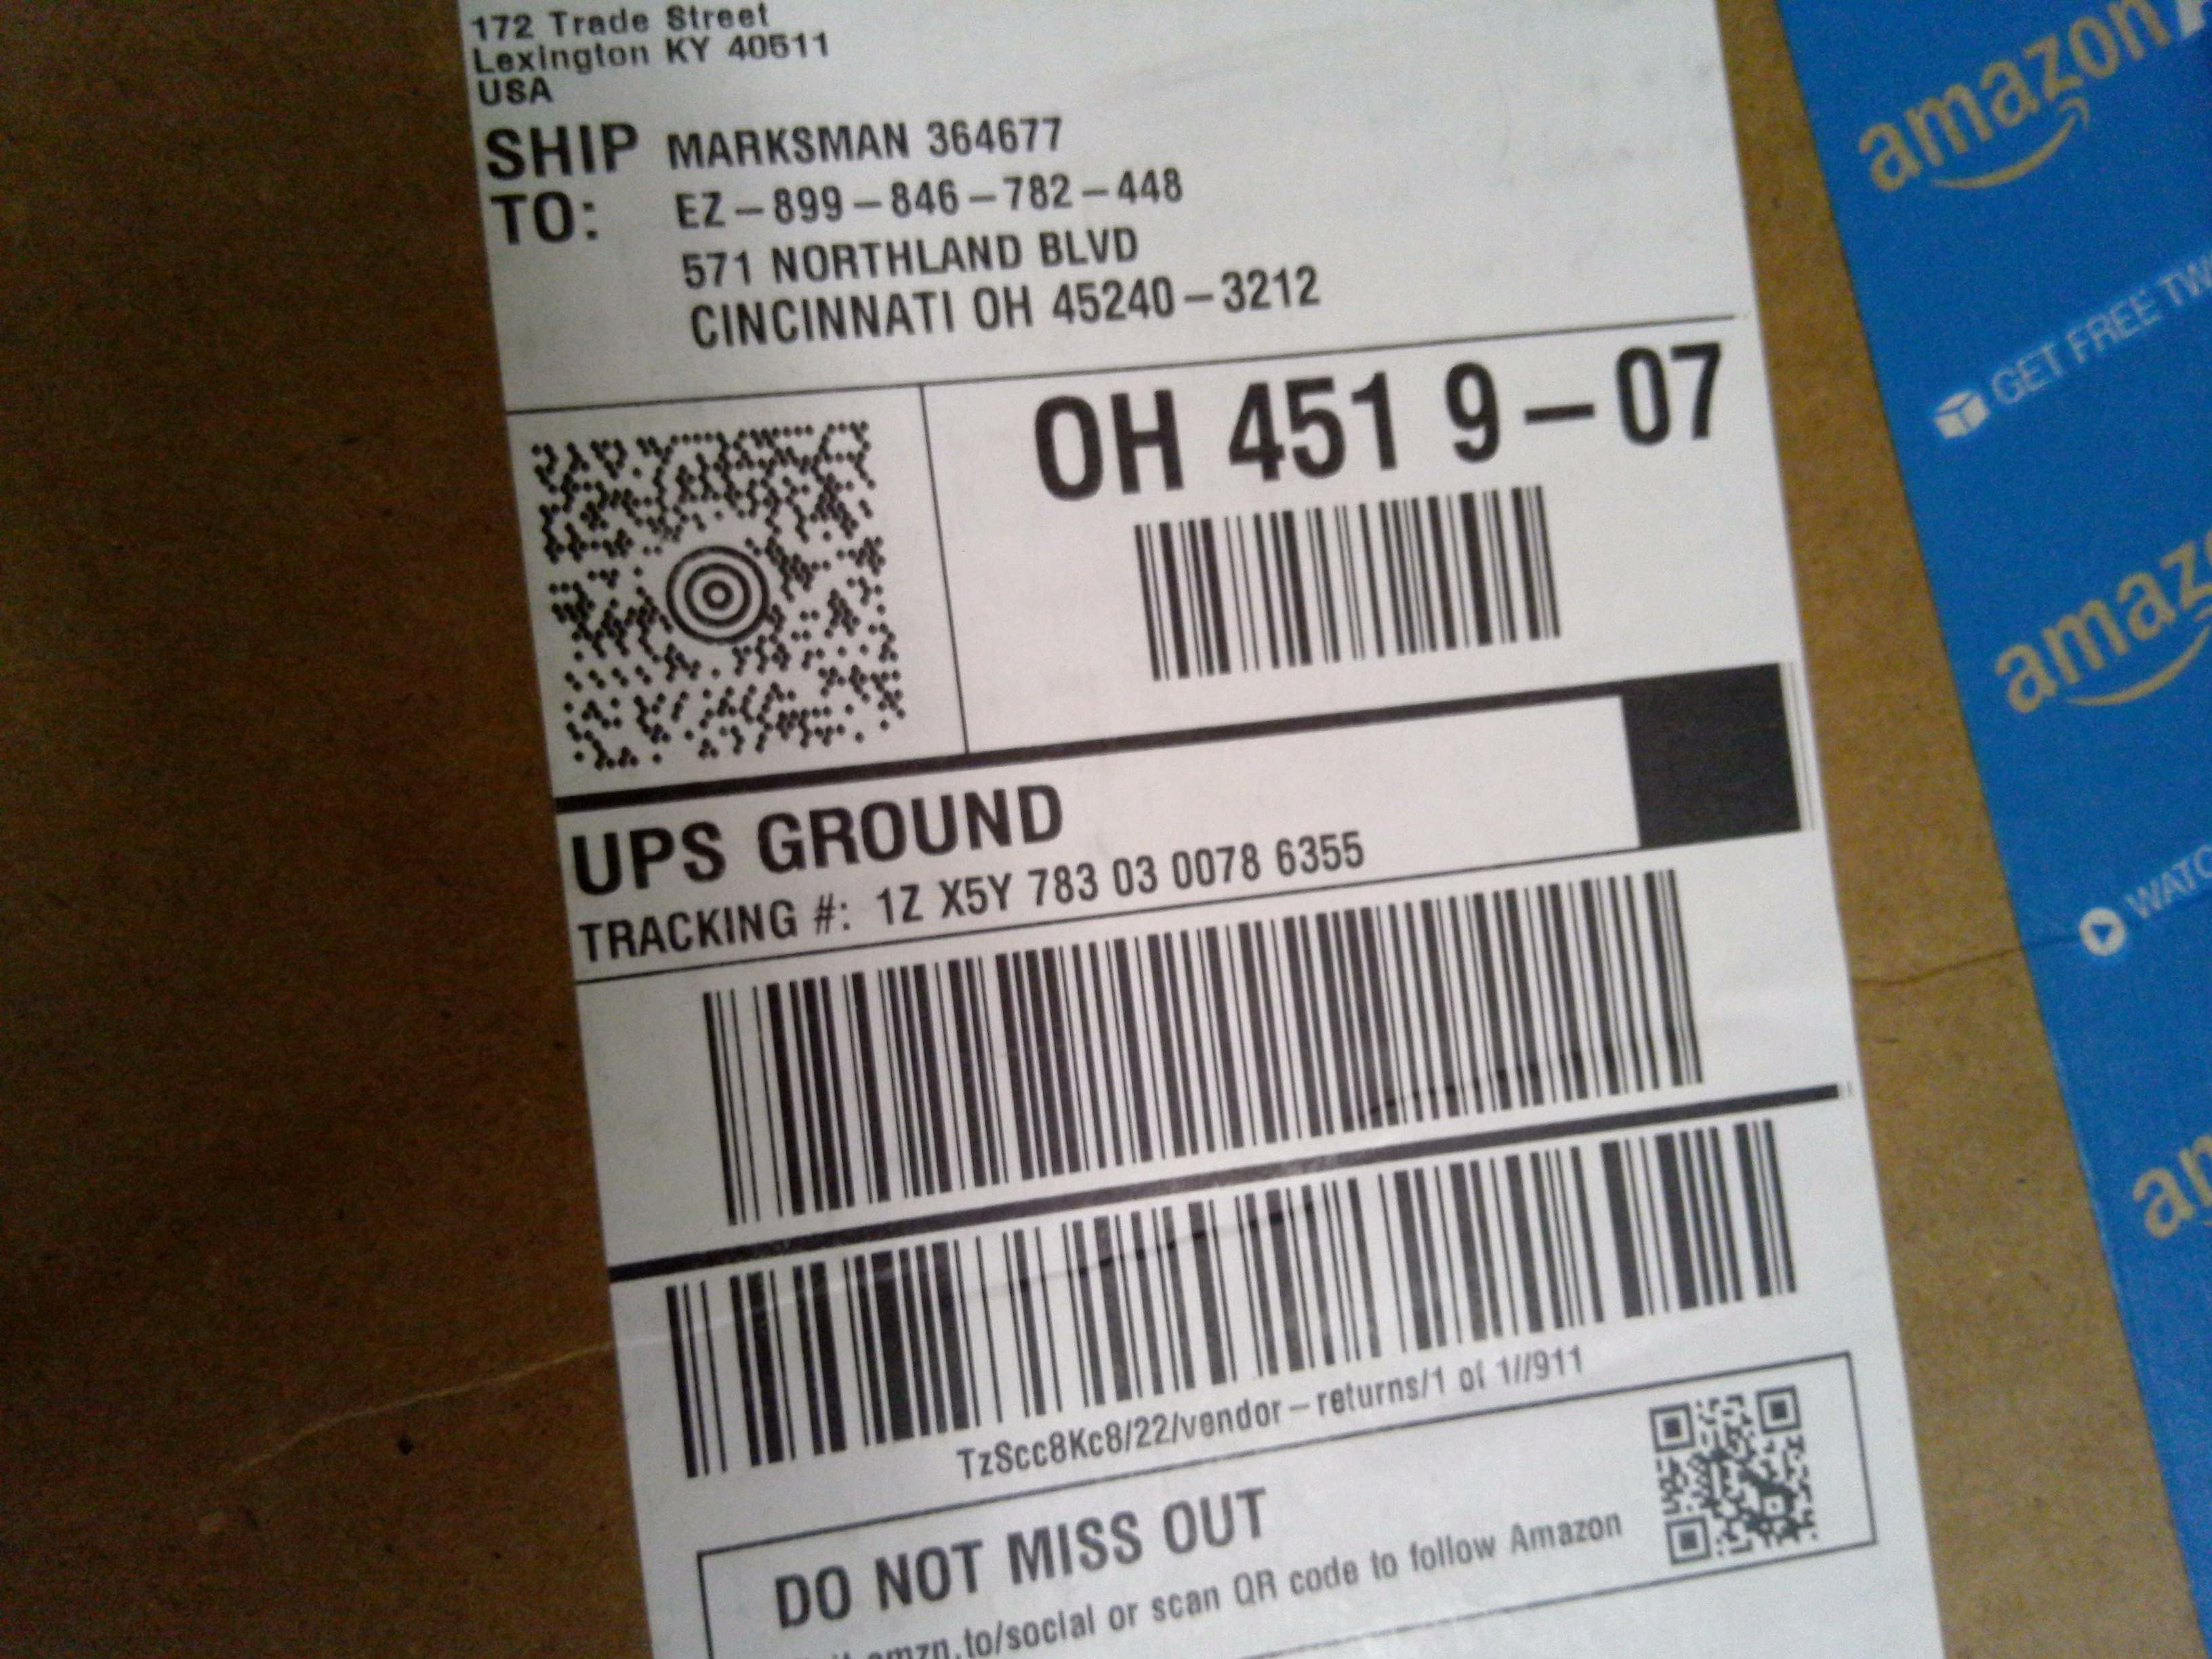 172 Trade Street
Lexington KY 40511
USA
SHIP TO:
MARKSMAN 364677
EZ – 899 – 846 – 782 – 448
571 NORTHLAND BLVD
CINCINNATI OH 45240 – 3212
OH 451 9 – 07
UPS GROUND
TRACKING #: 1Z X5Y 783 03 0078 6355
TzScc8Kc8/22/vendor – returns/1 of 1//911
DO NOT MISS OUT
amzn.to/social or scan QR code to follow Amazon
amazon
GET FREE